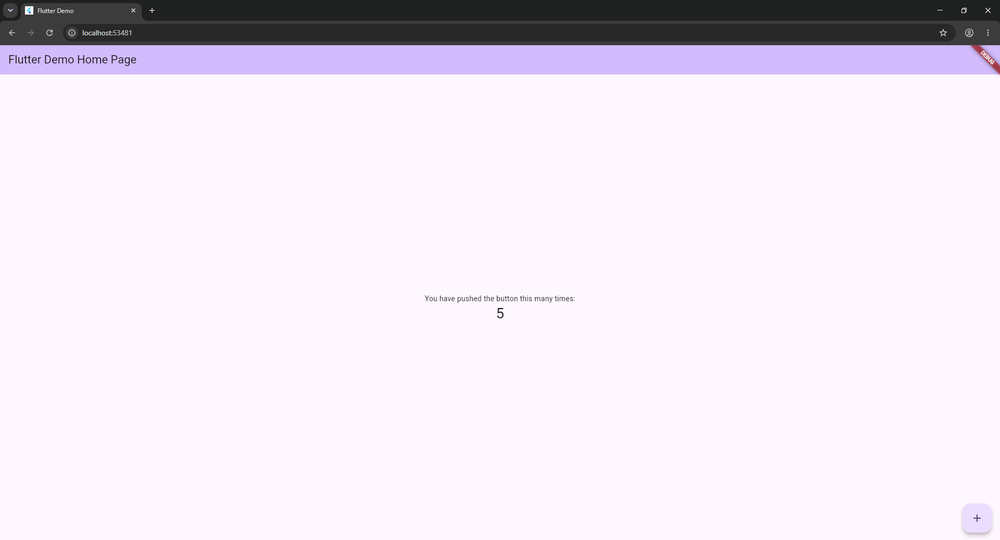 Flutter Demo
localhost:53481
Flutter Demo Home Page
DEBUG
You have pushed the button this many times:
5